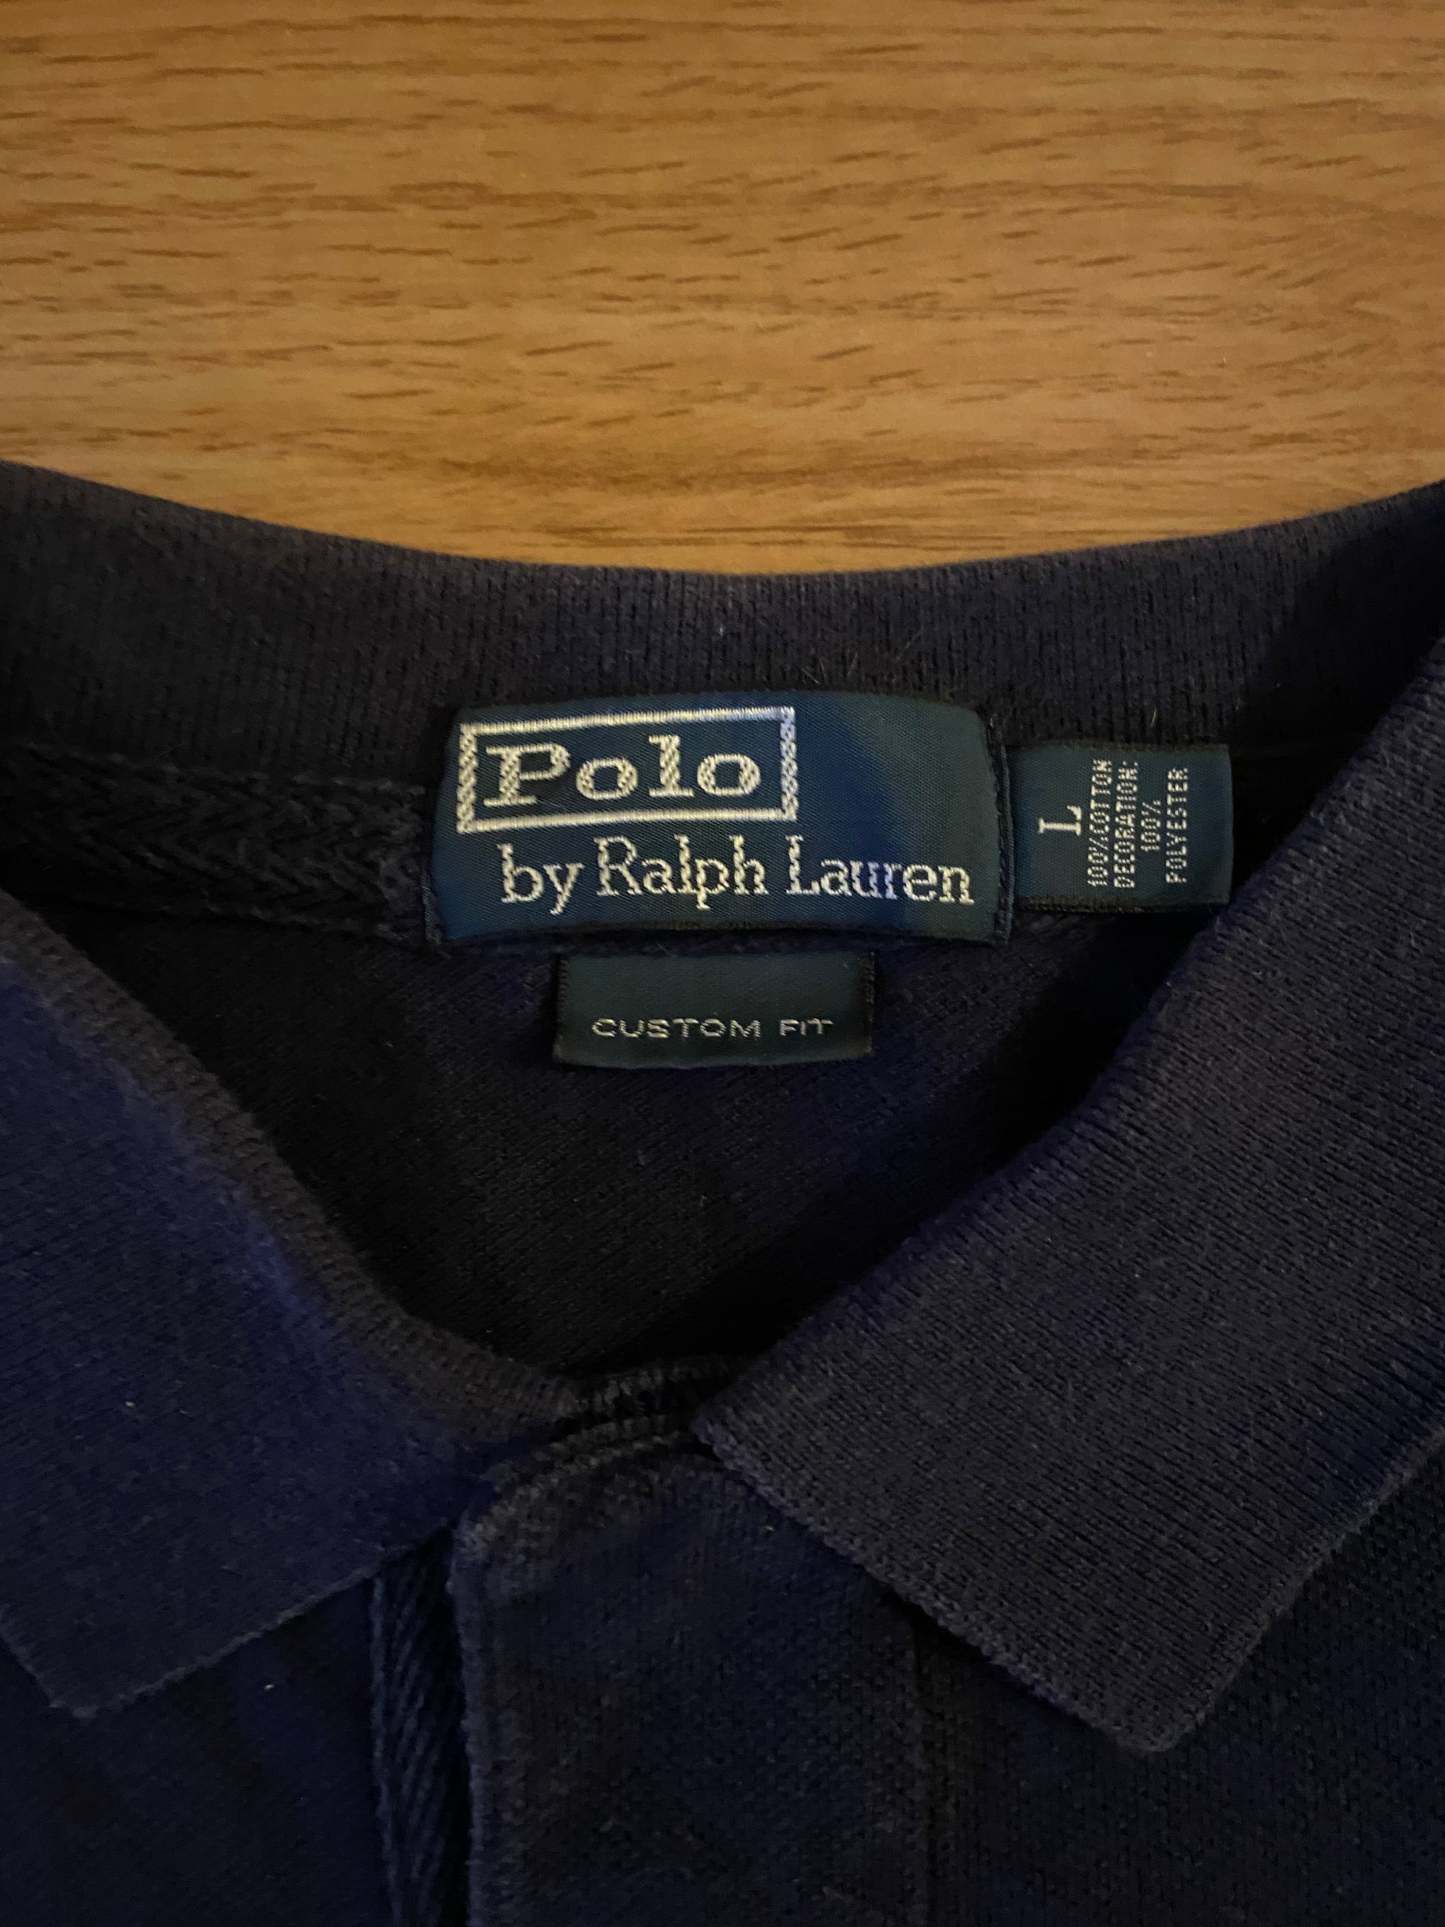 Polo
by Ralph Lauren
L
100% COTTON
DECORATION:
100%
POLYESTER
CUSTOM FIT